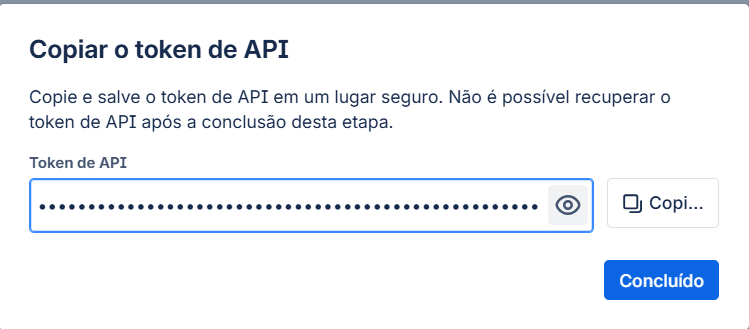 Copiar o token de API
Copie e salve o token de API em um lugar seguro. Não é possível recuperar o
token de API após a conclusão desta etapa.
Token de API
••••••••••••••••••••••••••••••••••••••••••••••••••
Copi...
Concluído